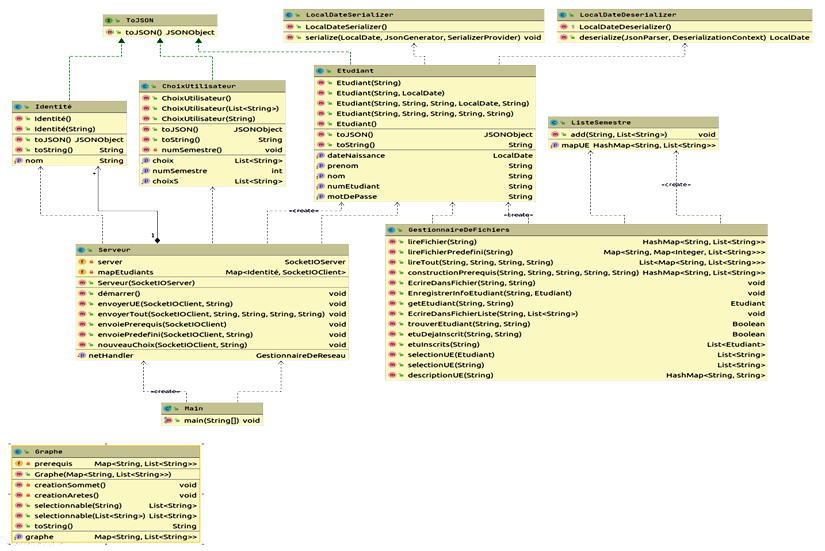 ToJSON
toJSON() JSONObject
LocalDateSerializer
LocalDateSerializer()
serialize(LocalDate, JsonGenerator, SerializerProvider) void
LocalDateDeserializer
LocalDateDeserializer()
deserialize(JsonParser, DeserializationContext) LocalDate
Identité
Identité()
Identité(String)
toJSON() JSONObject
toString() String
nom String
ChoixUtilisateur
ChoixUtilisateur()
ChoixUtilisateur(List<String>)
ChoixUtilisateur(String)
toJSON() JSONObject
toString() String
numSemestre() void
choix List<String>
numSemestre int
choixS List<String>
Etudiant
Etudiant(String)
Etudiant(String, LocalDate)
Etudiant(String, String, String, LocalDate, String)
Etudiant(String, String, String, String)
Etudiant()
toJSON() JSONObject
toString() String
dateNaissance LocalDate
prenom String
nom String
numEtudiant String
motDePasse String
ListeSemestre
add(String, List<String>) void
mapUE HashMap<String, List<String>>
«create»
«create»
«create»
1
Serveur
server SocketIOServer
mapEtudiants Map<Identité, SocketIOClient>
Serveur(SocketIOServer)
démarrer() void
envoyerUE(SocketIOClient, String) void
envoyerTout(SocketIOClient, String, String, String, String) void
envoiePrerequis(SocketIOClient) void
envoiePredefini(SocketIOClient, String) void
nouveauChoix(SocketIOClient, String) void
netHandler GestionnaireDeReseau
GestionnaireDeFichiers
lireFichier(String) HashMap<String, List<String>>
lireFichierPredefini(String) Map<String, Map<Integer, List<String>>>
lireTout(String, String, String, String) List<Map<String, List<String>>>
constructionPrerequis(String, String, String, String, String) HashMap<String, List<String>>
EcrireDansFichier(String, String) void
EnregistrerInfoEtudiant(String, Etudiant) void
getEtudiant(String, String) Etudiant
EcrireDansFichierListe(String, List<String>) void
trouverEtudiant(String, String) Boolean
etuDejaInscrit(String, String) Boolean
etuInscrits(String) List<Etudiant>
selectionUE(Etudiant) List<String>
selectionUE(String) List<String>
descriptionUE(String) HashMap<String, String>
«create»
Main
main(String[]) void
Graphe
prerequis Map<String, List<String>>
Graphe(Map<String, List<String>>)
creationSommet() void
creationAretes() void
selectionnable(String) List<String>
selectionnable(List<String>) List<String>
toString() String
graphe Map<String, List<String>>